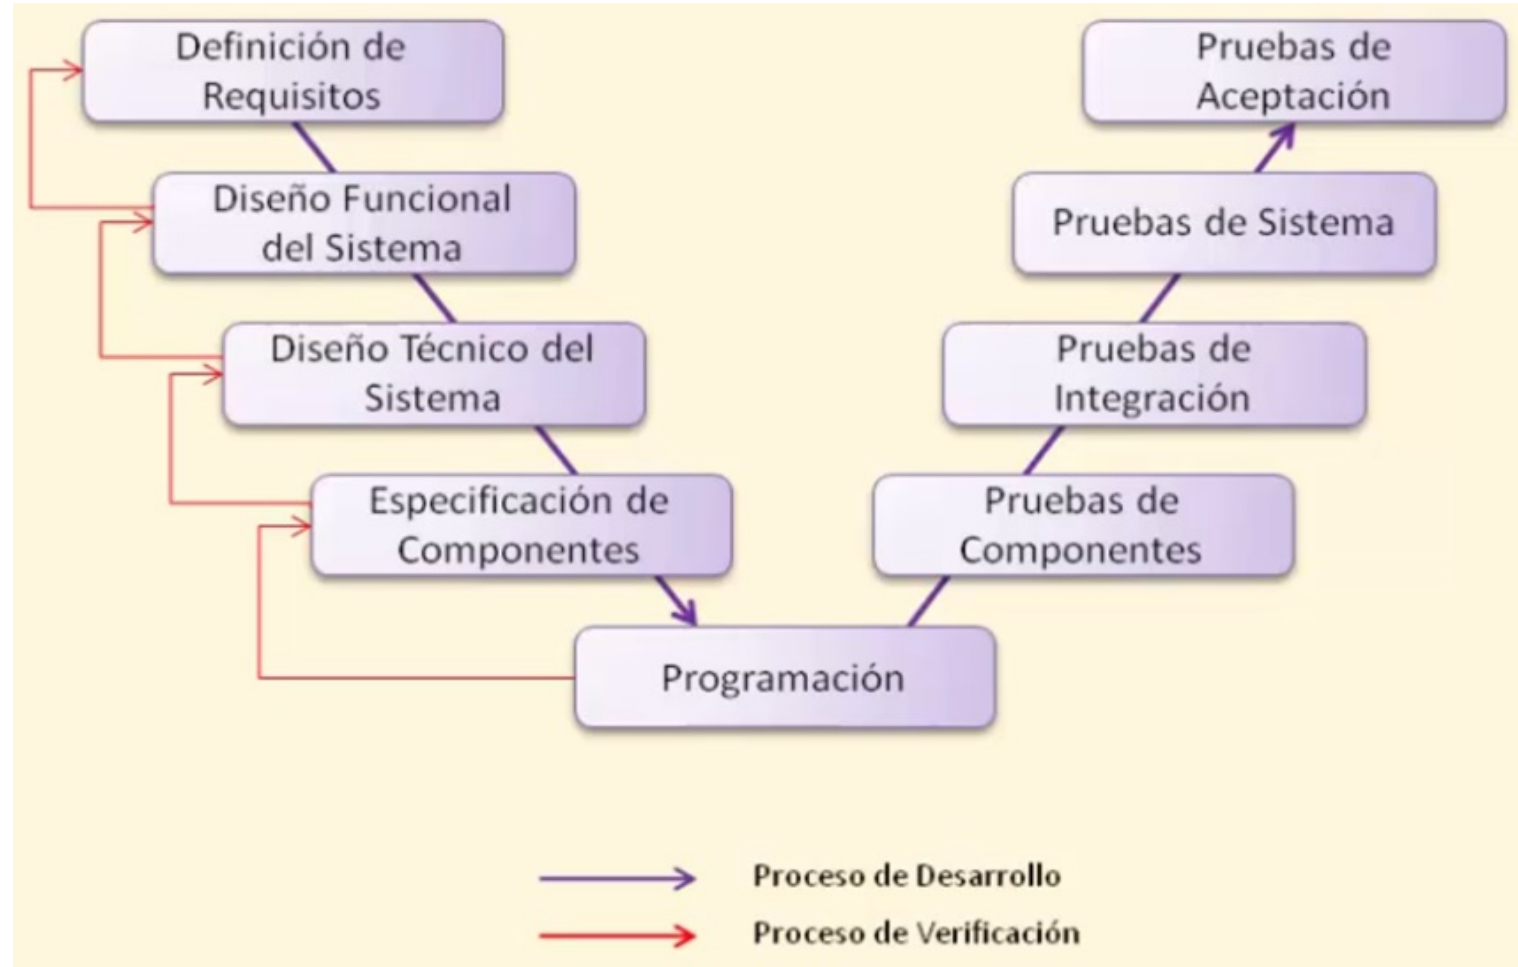 Definición de
Requisitos
Diseño Funcional
del Sistema
Diseño Técnico del
Sistema
Especificación de
Componentes
Programación
Pruebas de
Componentes
Pruebas de
Integración
Pruebas de Sistema
Pruebas de
Aceptación
Proceso de Desarrollo
Proceso de Verificación